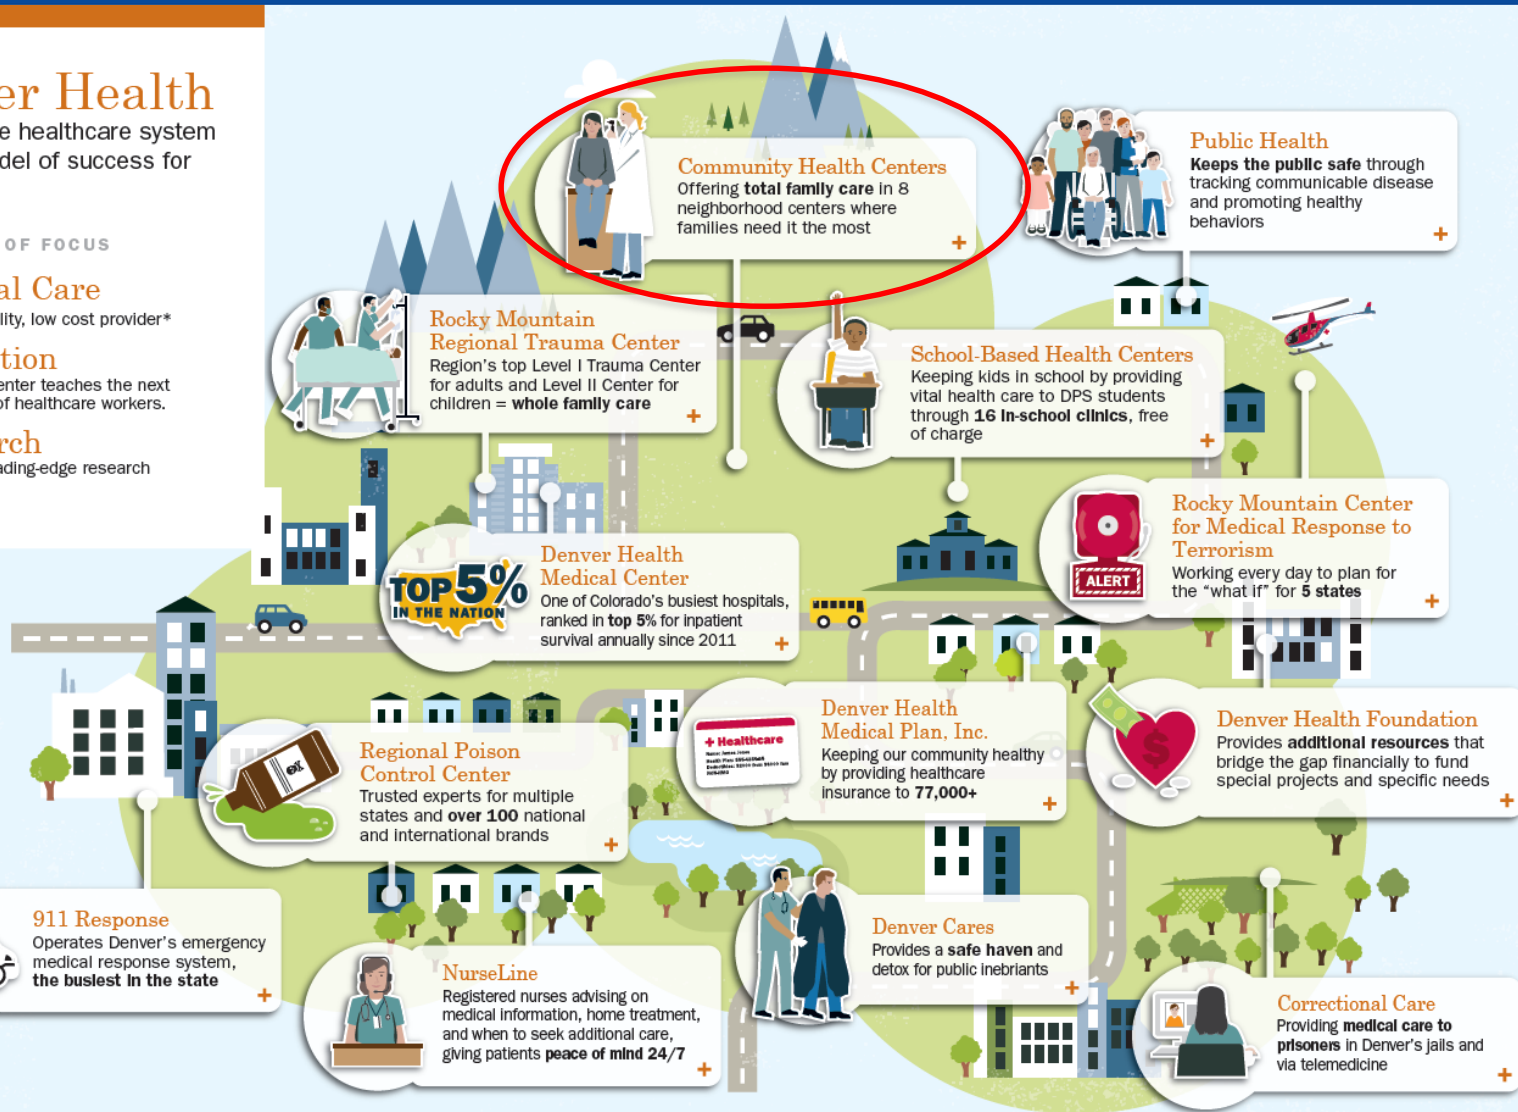 er Health
e healthcare system
del of success for
OF FOCUS
al Care
lity, low cost provider*
tion
enter teaches the next
of healthcare workers.
rch
ading-edge research
Community Health Centers
Offering total family care in 8
neighborhood centers where
families need it the most
+
Public Health
Keeps the public safe through
tracking communicable disease
and promoting healthy
behaviors
+
Rocky Mountain
Regional Trauma Center
Region's top Level I Trauma Center
for adults and Level II Center for
children = whole family care
+
School-Based Health Centers
Keeping kids in school by providing
vital health care to DPS students
through 16 in-school clinics, free
of charge
+
Rocky Mountain Center
for Medical Response to
Terrorism
Working every day to plan for
the "what if" for 5 states
+
ALERT
Denver Health
Medical Center
One of Colorado's busiest hospitals,
ranked in top 5% for inpatient
survival annually since 2011
+
TOP 5%
IN THE NATION
Regional Poison
Control Center
Trusted experts for multiple
states and over 100 national
and international brands
+
Denver Health
Medical Plan, Inc.
Keeping our community healthy
by providing healthcare
insurance to 77,000+
+
+ Healthcare
Name: James Jones
Denver Health Foundation
Provides additional resources that
bridge the gap financially to fund
special projects and specific needs
+
$
911 Response
Operates Denver's emergency
medical response system,
the busiest in the state
+
NurseLine
Registered nurses advising on
medical information, home treatment,
and when to seek additional care,
giving patients peace of mind 24/7
+
Denver Cares
Provides a safe haven and
detox for public inebriants
+
Correctional Care
Providing medical care to
prisoners in Denver's jails and
via telemedicine
+